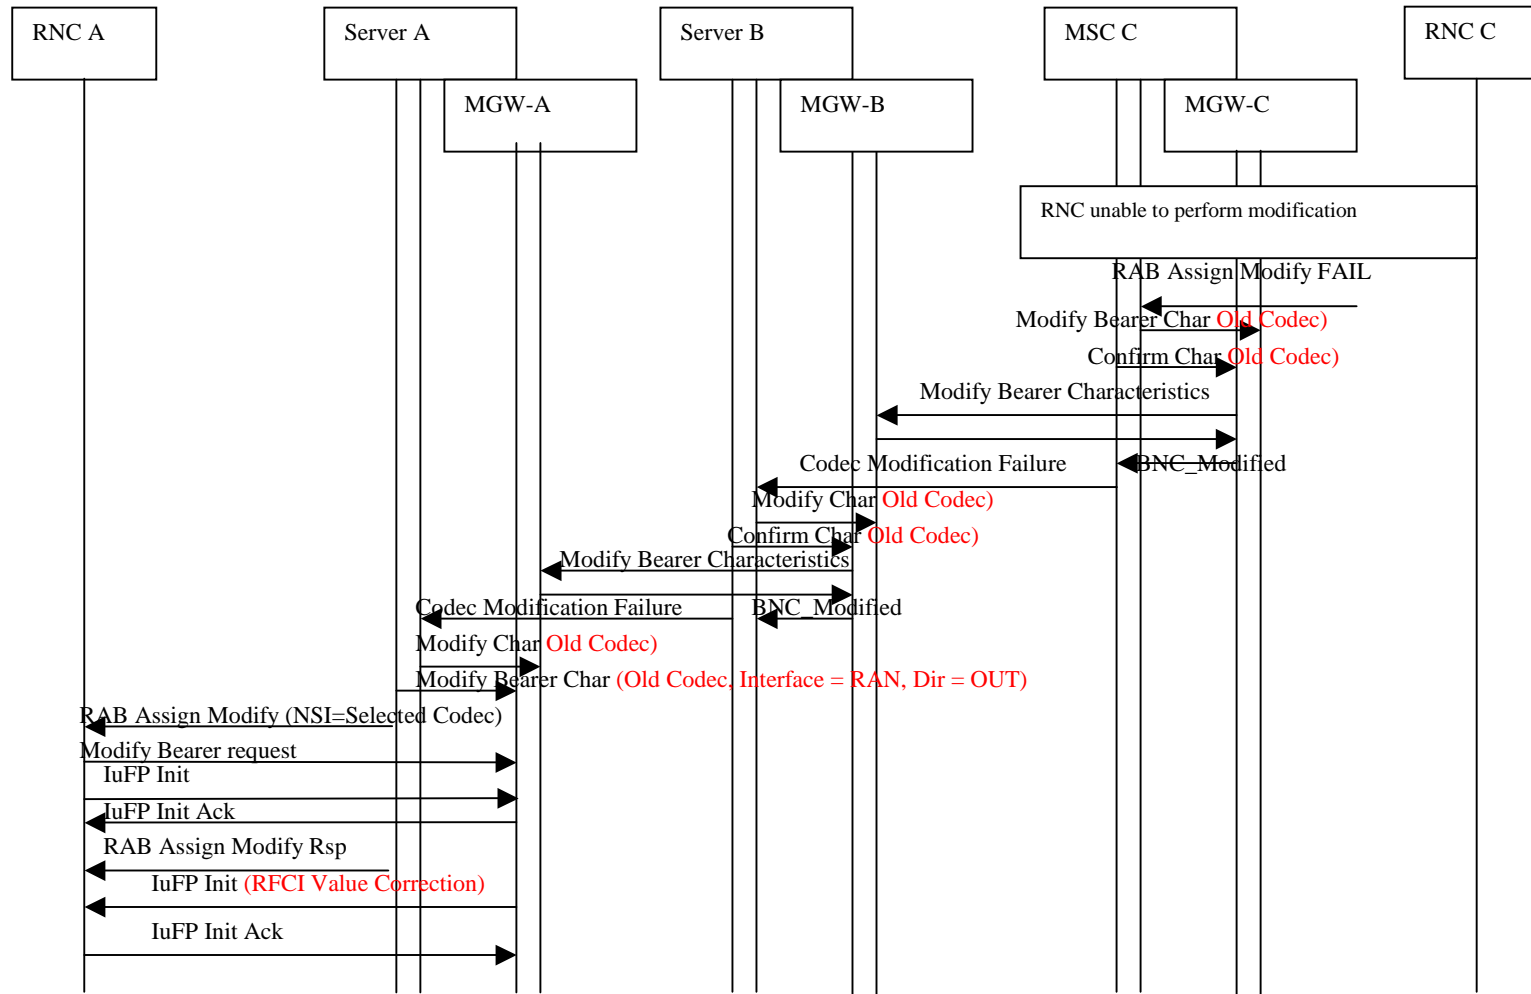 RNC A
Server A
Server B
MSC C
RNC C
MGW-A
MGW-B
MGW-C
RNC unable to perform modification
RAB Assign Modify FAIL
Modify Bearer Char Old Codec)
Confirm Char Old Codec)
Modify Bearer Characteristics
Codec Modification Failure
BNC_Modified
Modify Char Old Codec)
Confirm Char Old Codec)
Modify Bearer Characteristics
Codec Modification Failure
BNC_Modified
Modify Char Old Codec)
Modify Bearer Char (Old Codec, Interface = RAN, Dir = OUT)
RAB Assign Modify (NSI=Selected Codec)
Modify Bearer request
IuFP Init
IuFP Init Ack
RAB Assign Modify Rsp
IuFP Init (RFCI Value Correction)
IuFP Init Ack